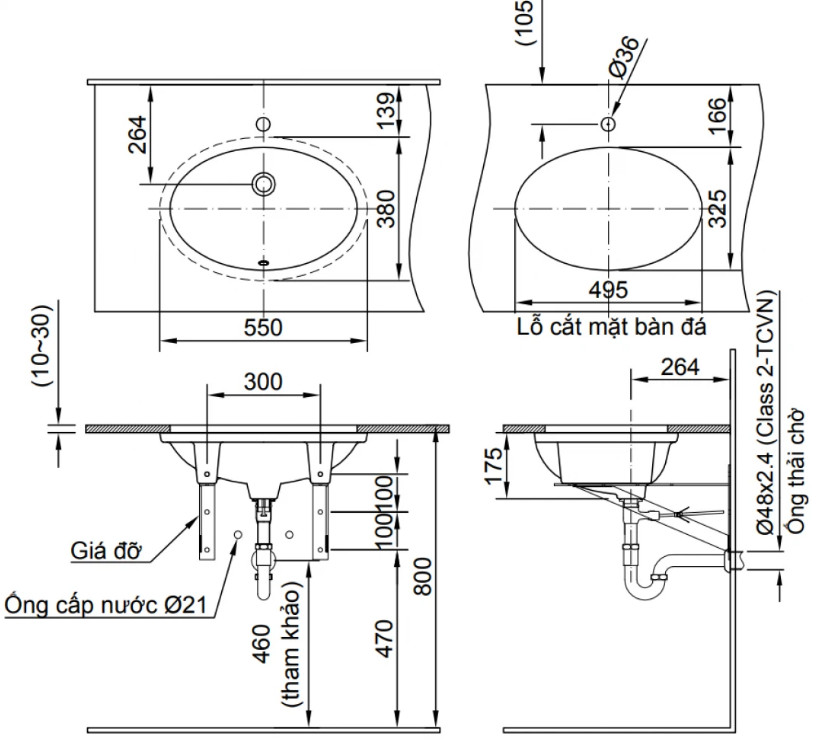 264
139
380
550
(105)
Ø36
166
325
495
Lỗ cắt mặt bàn đá
(10~30)
300
100
100
Giá đỡ
Ống cấp nước Ø21
460
(tham khảo)
470
800
264
175
Ø48x2.4 (Class 2-TCVN)
Ống thải chờ